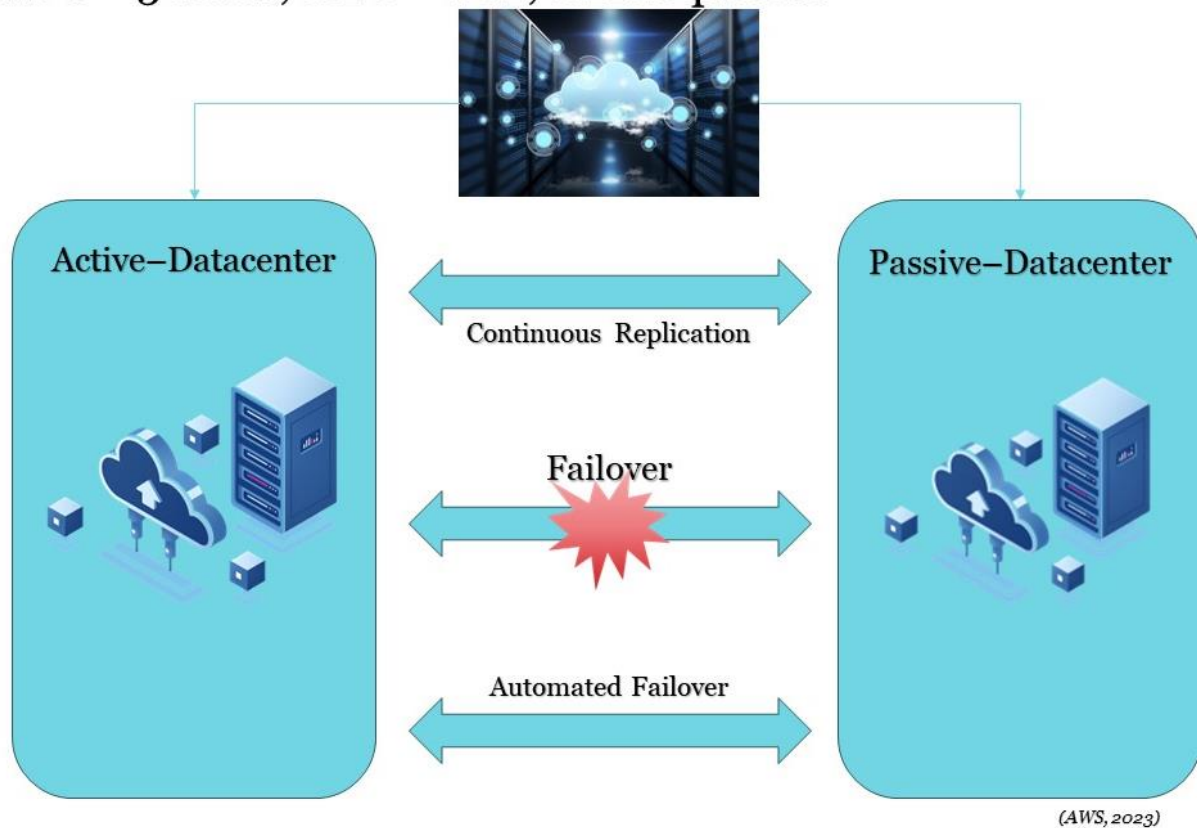 Active–Datacenter
Passive–Datacenter
Continuous Replication
Failover
Automated Failover
(AWS, 2023)